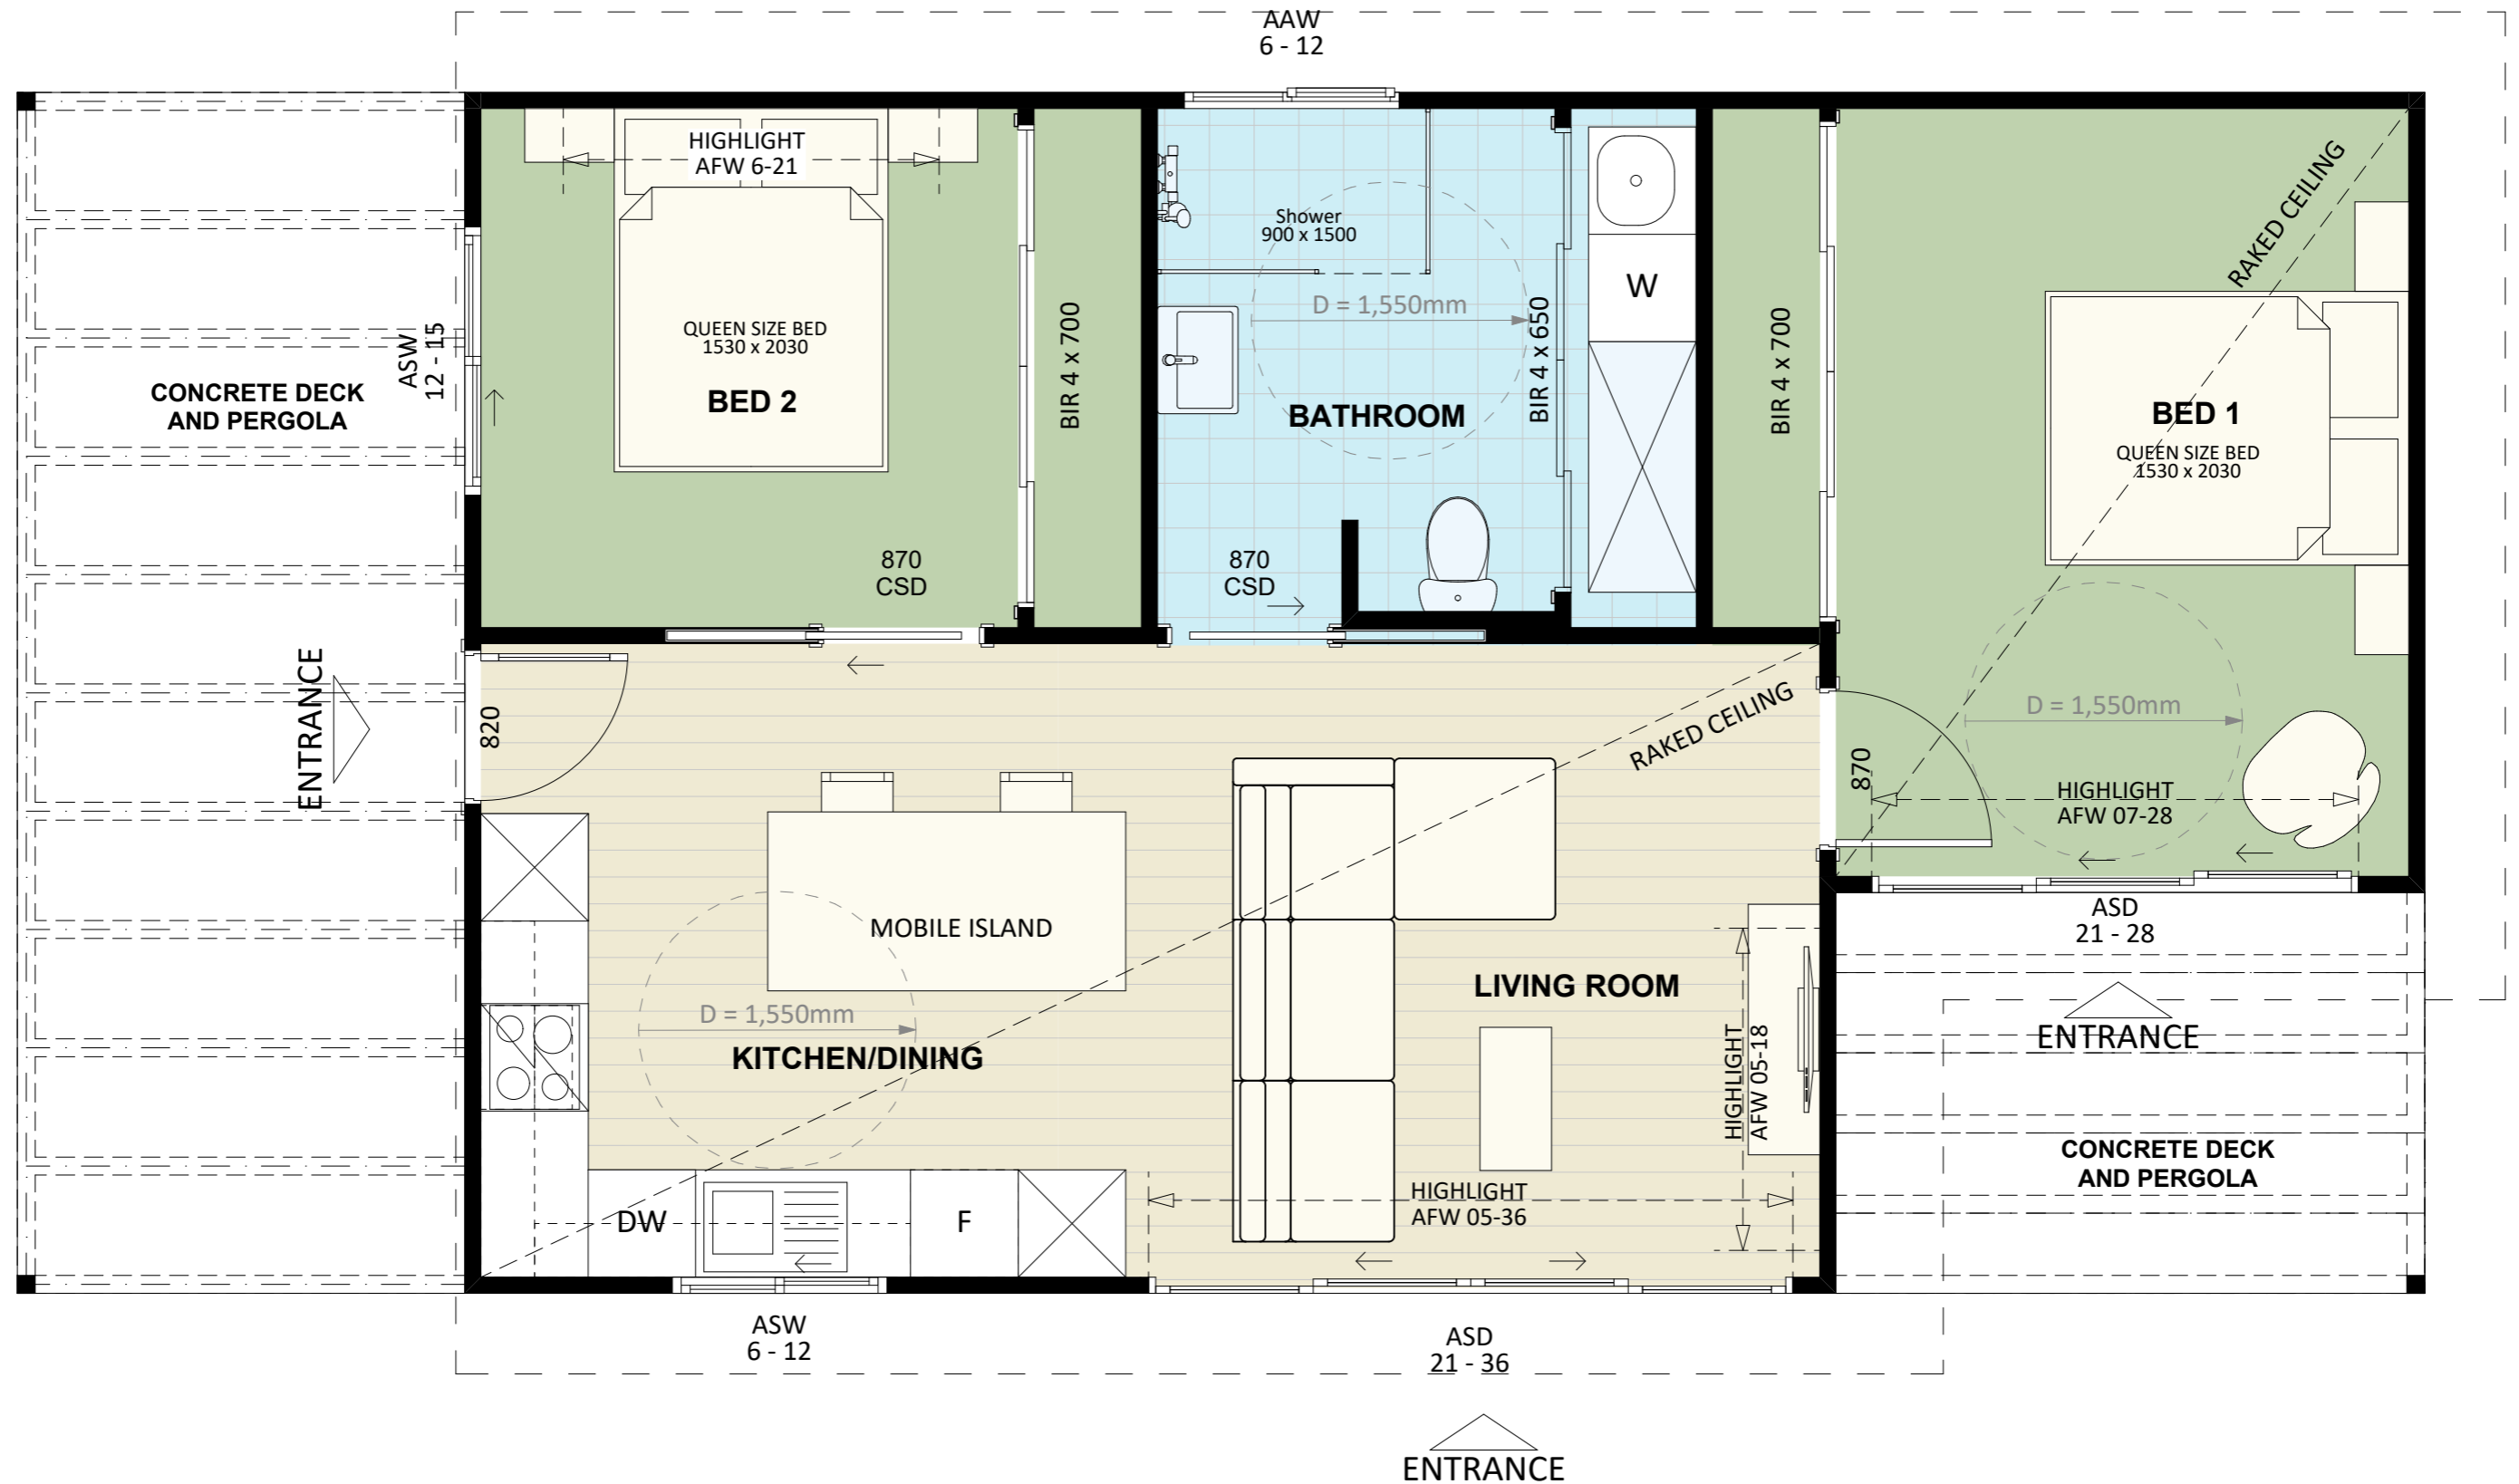 AAW
6 - 12
HIGHLIGHT
AFW 6-21
QUEEN SIZE BED
1530 x 2030
BED 2
ASW
12 - 15
CONCRETE DECK
AND PERGOLA
870
CSD
BIR 4 x 700
Shower
900 x 1500
D = 1,550mm
BATHROOM
BIR 4 x 650
870
CSD
W
BIR 4 x 700
RAKED CEILING
BED 1
QUEEN SIZE BED
1530 x 2030
D = 1,550mm
870
HIGHLIGHT
AFW 07-28
ENTRANCE
820
RAKED CEILING
MOBILE ISLAND
D = 1,550mm
KITCHEN/DINING
LIVING ROOM
HIGHLIGHT
AFW 05-18
ASD
21 - 28
ENTRANCE
CONCRETE DECK
AND PERGOLA
DW
F
HIGHLIGHT
AFW 05-36
ASW
6 - 12
ASD
21 - 36
ENTRANCE